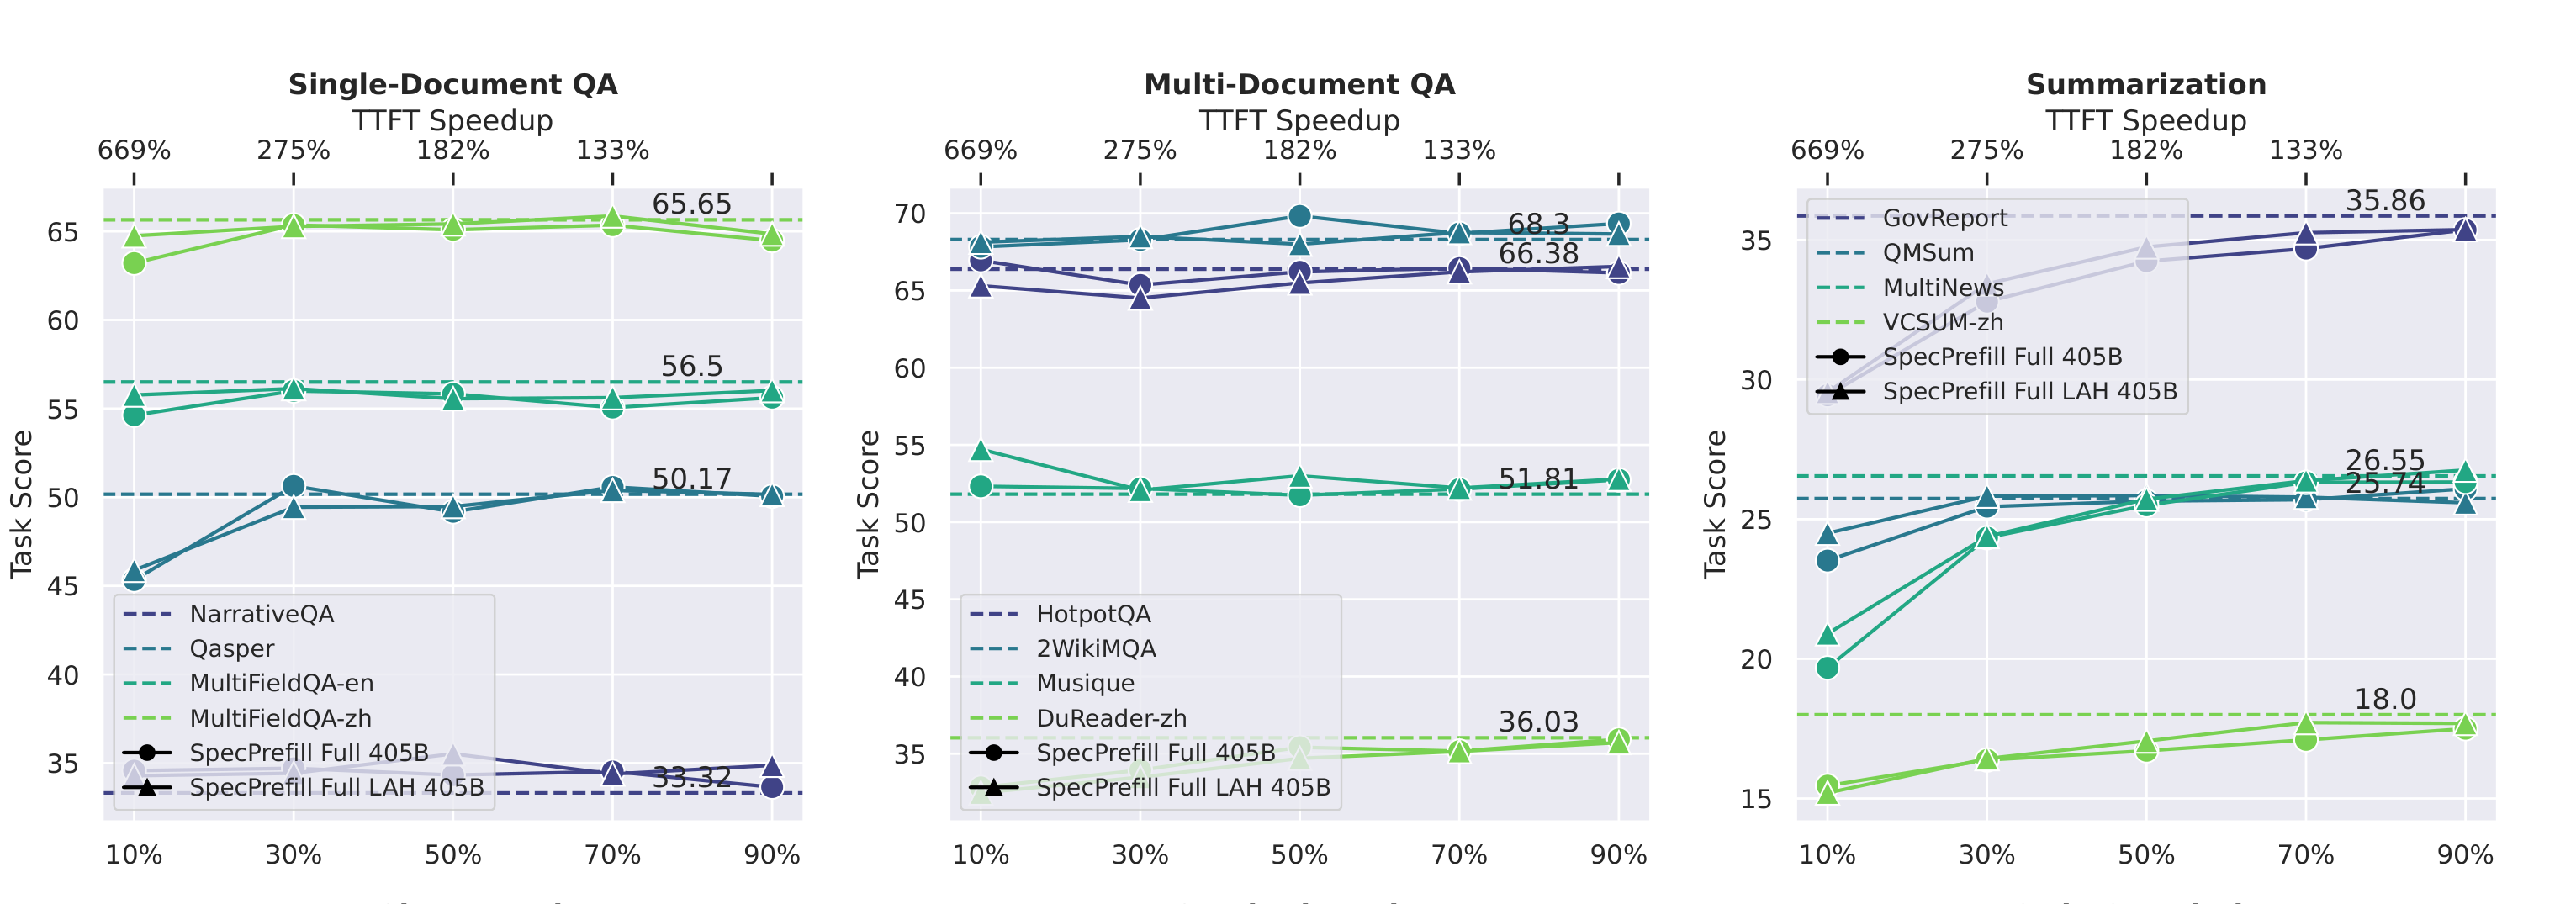 Single-Document QA
TTFT Speedup
669% 275% 182% 133%
65.65
65
60
56.5
55
50.17
50
45
40
35
33.32
Task Score
NarrativeQA
Qasper
MultiFieldQA-en
MultiFieldQA-zh
SpecPrefill Full 405B
SpecPrefill Full LAH 405B
10% 30% 50% 70% 90%
Multi-Document QA
TTFT Speedup
669% 275% 182% 133%
70
68.3
66.38
65
60
55
51.81
50
45
40
36.03
35
Task Score
HotpotQA
2WikiMQA
Musique
DuReader-zh
SpecPrefill Full 405B
SpecPrefill Full LAH 405B
10% 30% 50% 70% 90%
Summarization
TTFT Speedup
669% 275% 182% 133%
35.86
35
30
26.55
25.74
25
20
18.0
15
Task Score
GovReport
QMSum
MultiNews
VCSUM-zh
SpecPrefill Full 405B
SpecPrefill Full LAH 405B
10% 30% 50% 70% 90%